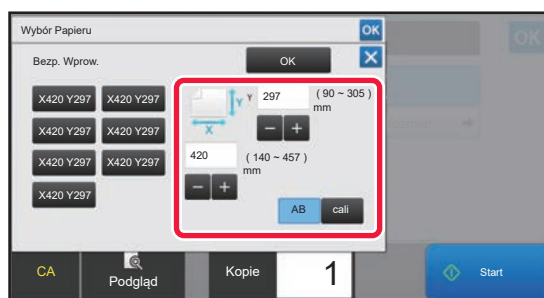 Wybór Papieru
OK
OK
Bezp. Wprow.
OK
X420 Y297
X420 Y297
Y
Y
297
( 90 ~ 305 )
mm
X420 Y297
X420 Y297
X
420
( 140 ~ 457 )
mm
X420 Y297
X420 Y297
X420 Y297
AB
cali
CA
Podgląd
Kopie
1
Start